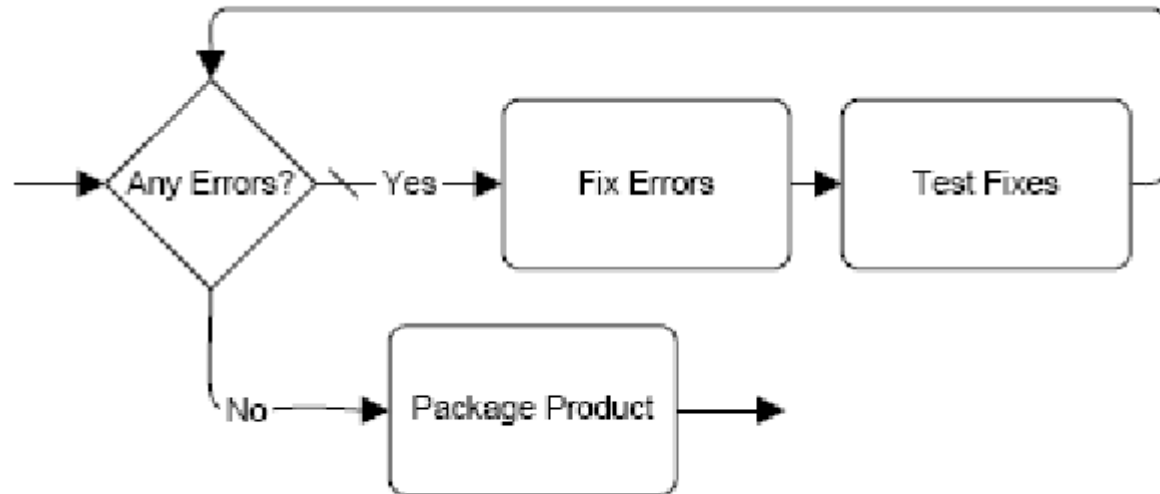 Any Errors?
Yes
Fix Errors
Test Fixes
No
Package Product